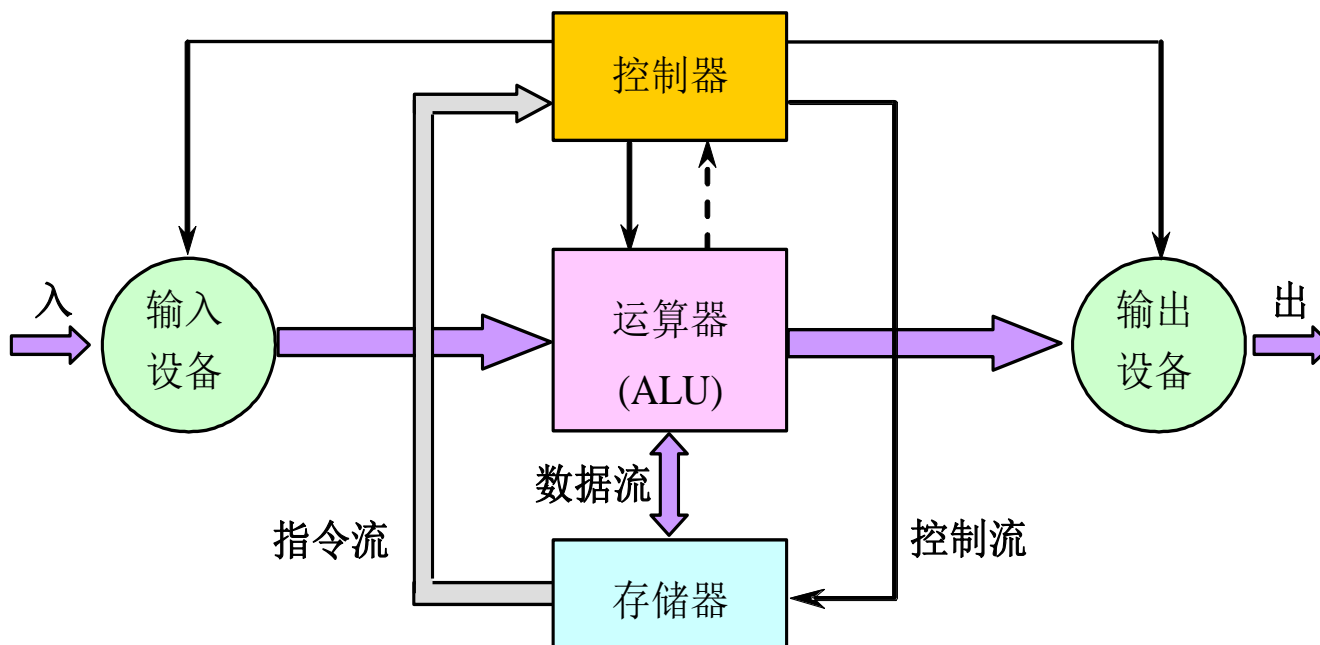 控制器
入
输入
设备
运算器
(ALU)
输出
设备
出
数据流
指令流
控制流
存储器